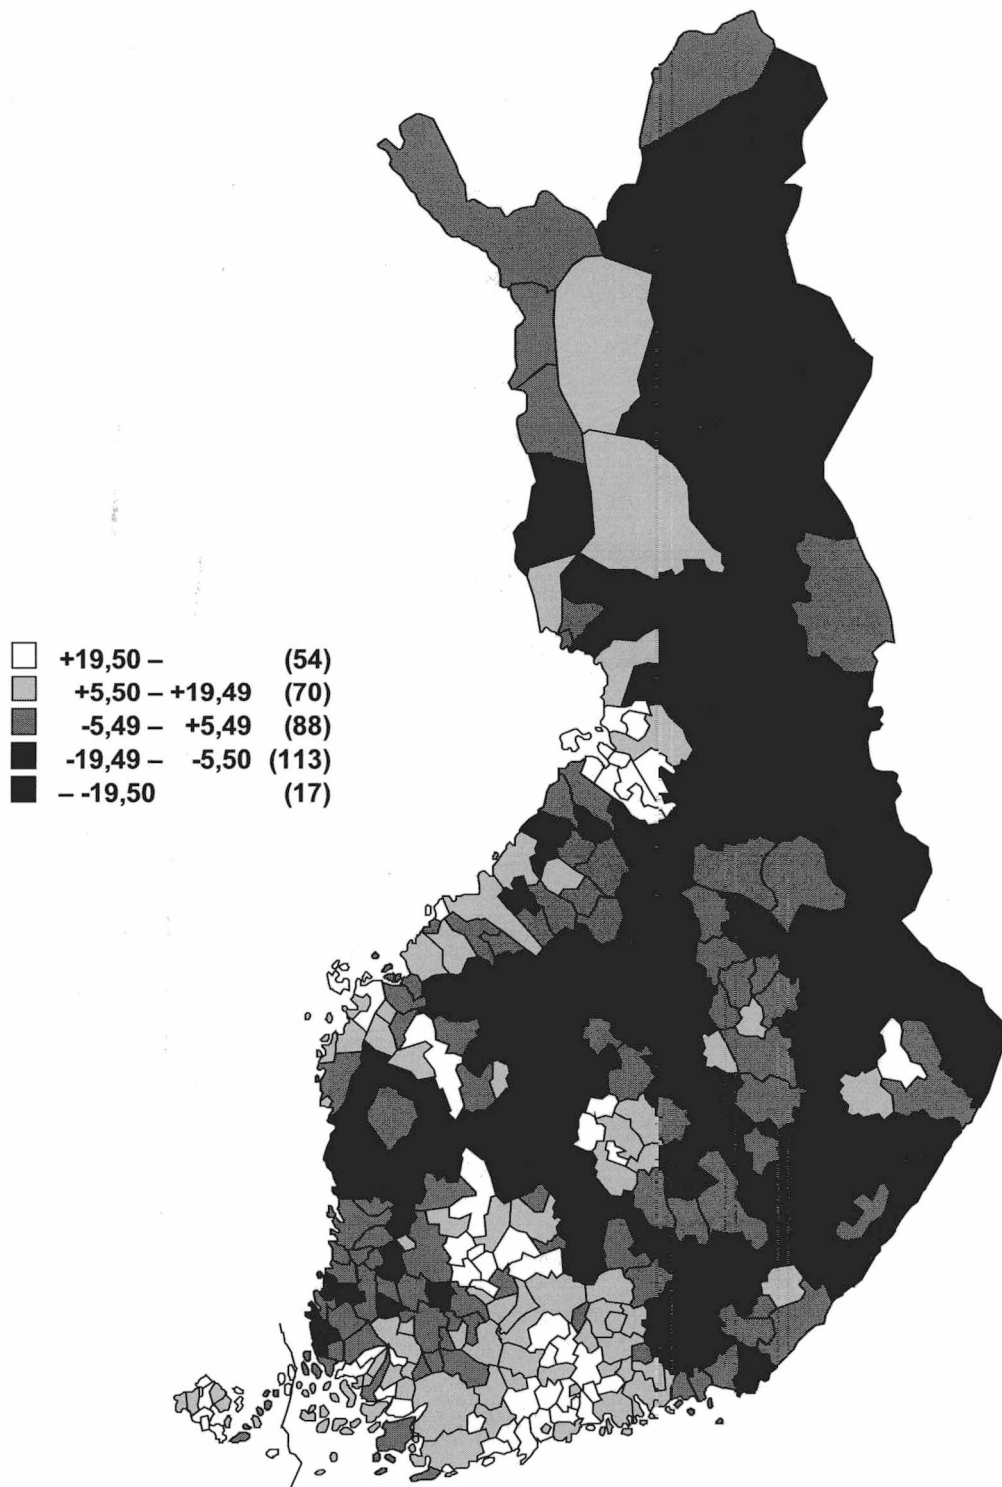 +19,50 – (54)
+5,50 – +19,49 (70)
-5,49 – +5,49 (88)
-19,49 – -5,50 (113)
– -19,50 (17)